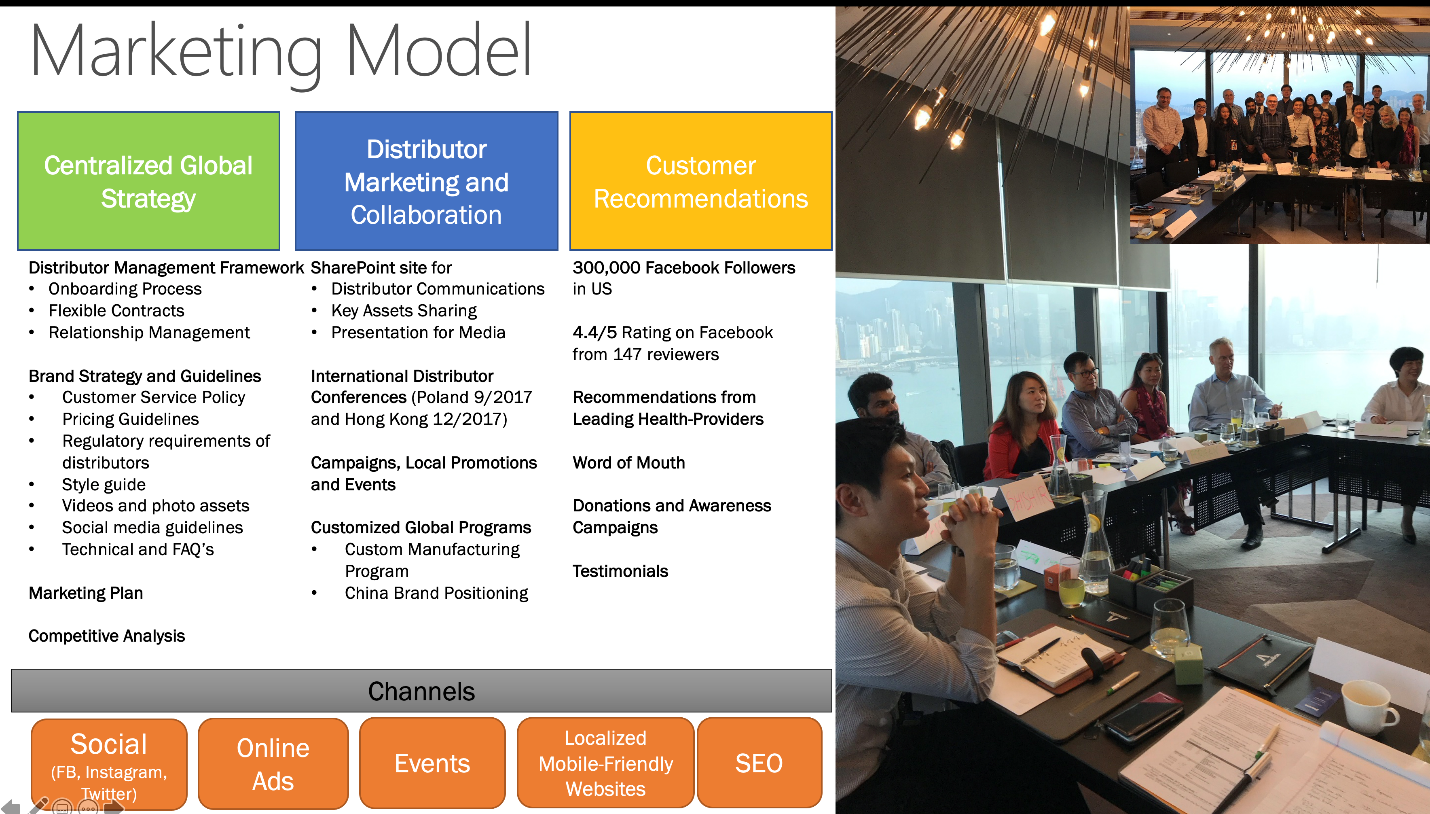 Marketing Model
Centralized Global
Strategy
Distributor Management Framework
• Onboarding Process
• Flexible Contracts
• Relationship Management
Brand Strategy and Guidelines
• Customer Service Policy
• Pricing Guidelines
• Regulatory requirements of
distributors
• Style guide
• Videos and photo assets
• Social media guidelines
• Technical and FAQ's
Marketing Plan
Competitive Analysis
Distributor
Marketing and
Collaboration
SharePoint site for
• Distributor Communications
• Key Assets Sharing
• Presentation for Media
International Distributor
Conferences (Poland 9/2017
and Hong Kong 12/2017)
Campaigns, Local Promotions
and Events
Customized Global Programs
• Custom Manufacturing
Program
• China Brand Positioning
Customer
Recommendations
300,000 Facebook Followers
in US
4.4/5 Rating on Facebook
from 147 reviewers
Recommendations from
Leading Health-Providers
Word of Mouth
Donations and Awareness
Campaigns
Testimonials
Channels
Social
(FB, Instagram,
Twitter)
Online
Ads
Events
Localized
Mobile-Friendly
Websites
SEO